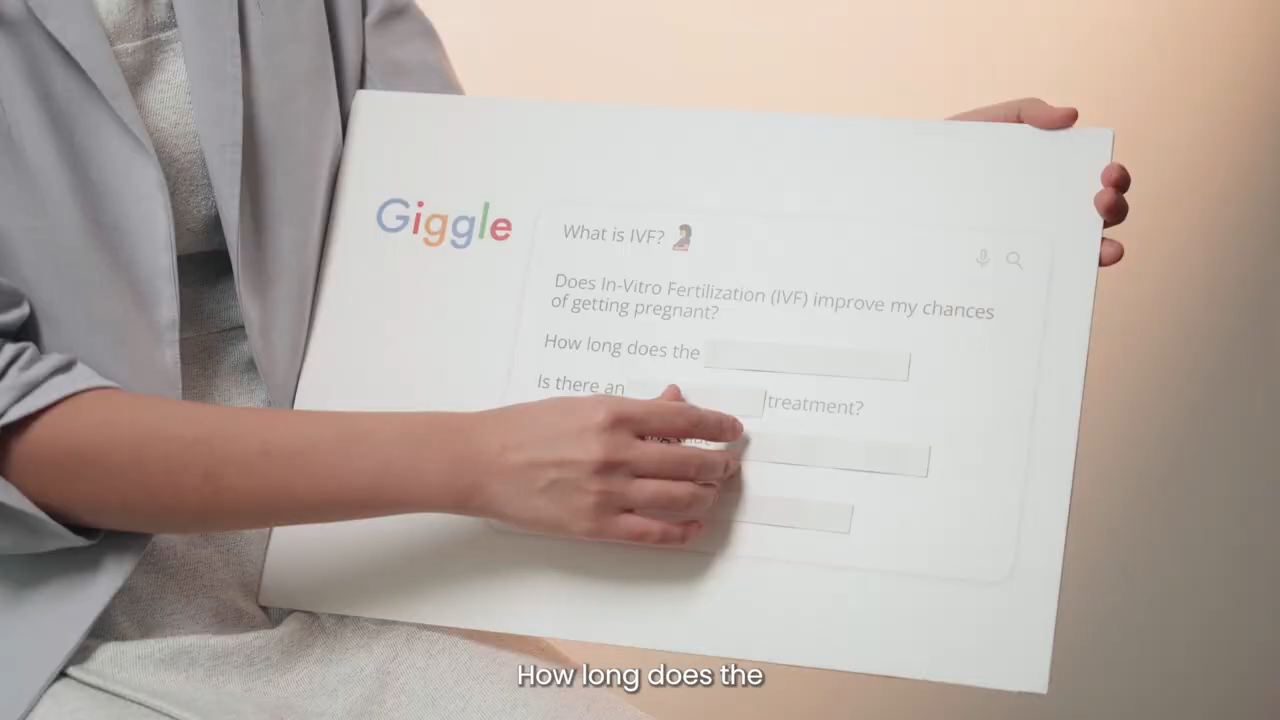 Giggle
What is IVF?
Does In-Vitro Fertilization (IVF) improve my chances
of getting pregnant?
How long does the
Is there an treatment?
How long does the